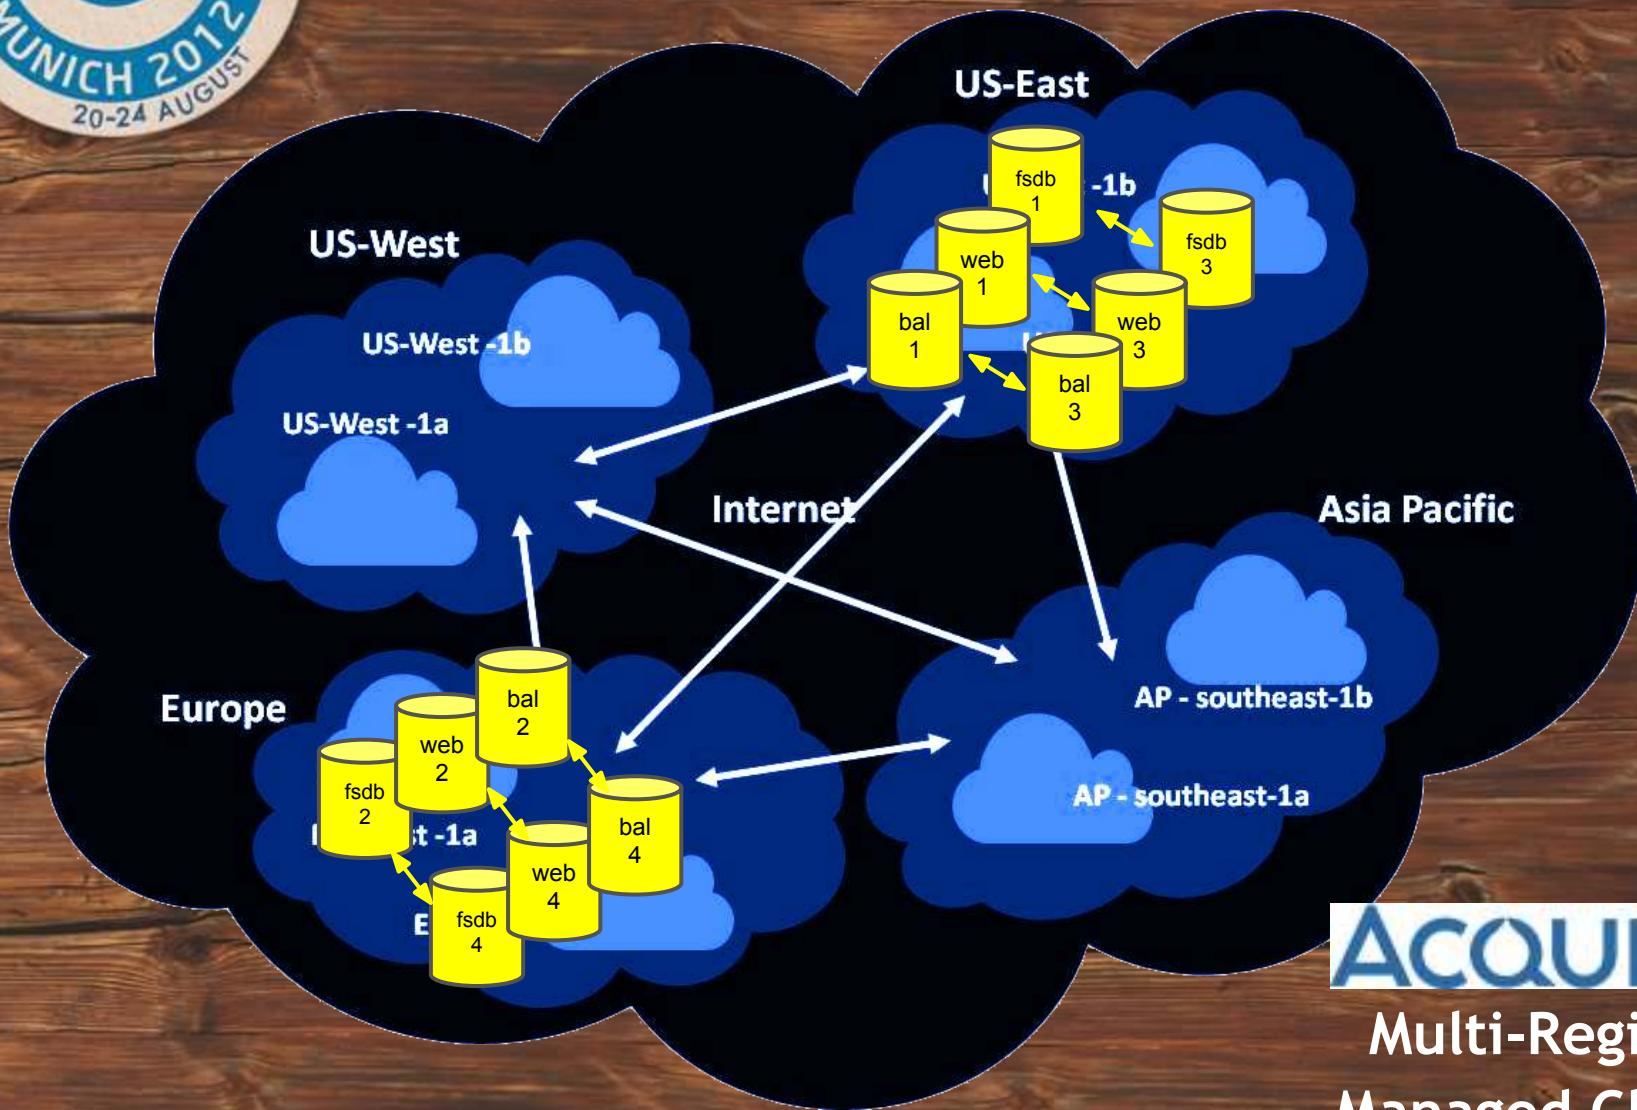 MUNICH 2012
20-24 AUGUST
US-East
fsdb
1
-1b
fsdb
3
web
1
web
3
bal
1
bal
3
US-West
US-West -1b
US-West -1a
Internet
Asia Pacific
AP - southeast-1b
AP - southeast-1a
Europe
bal
2
web
2
fsdb
2
-1a
bal
4
web
4
fsdb
4
Multi-Regi
Managed